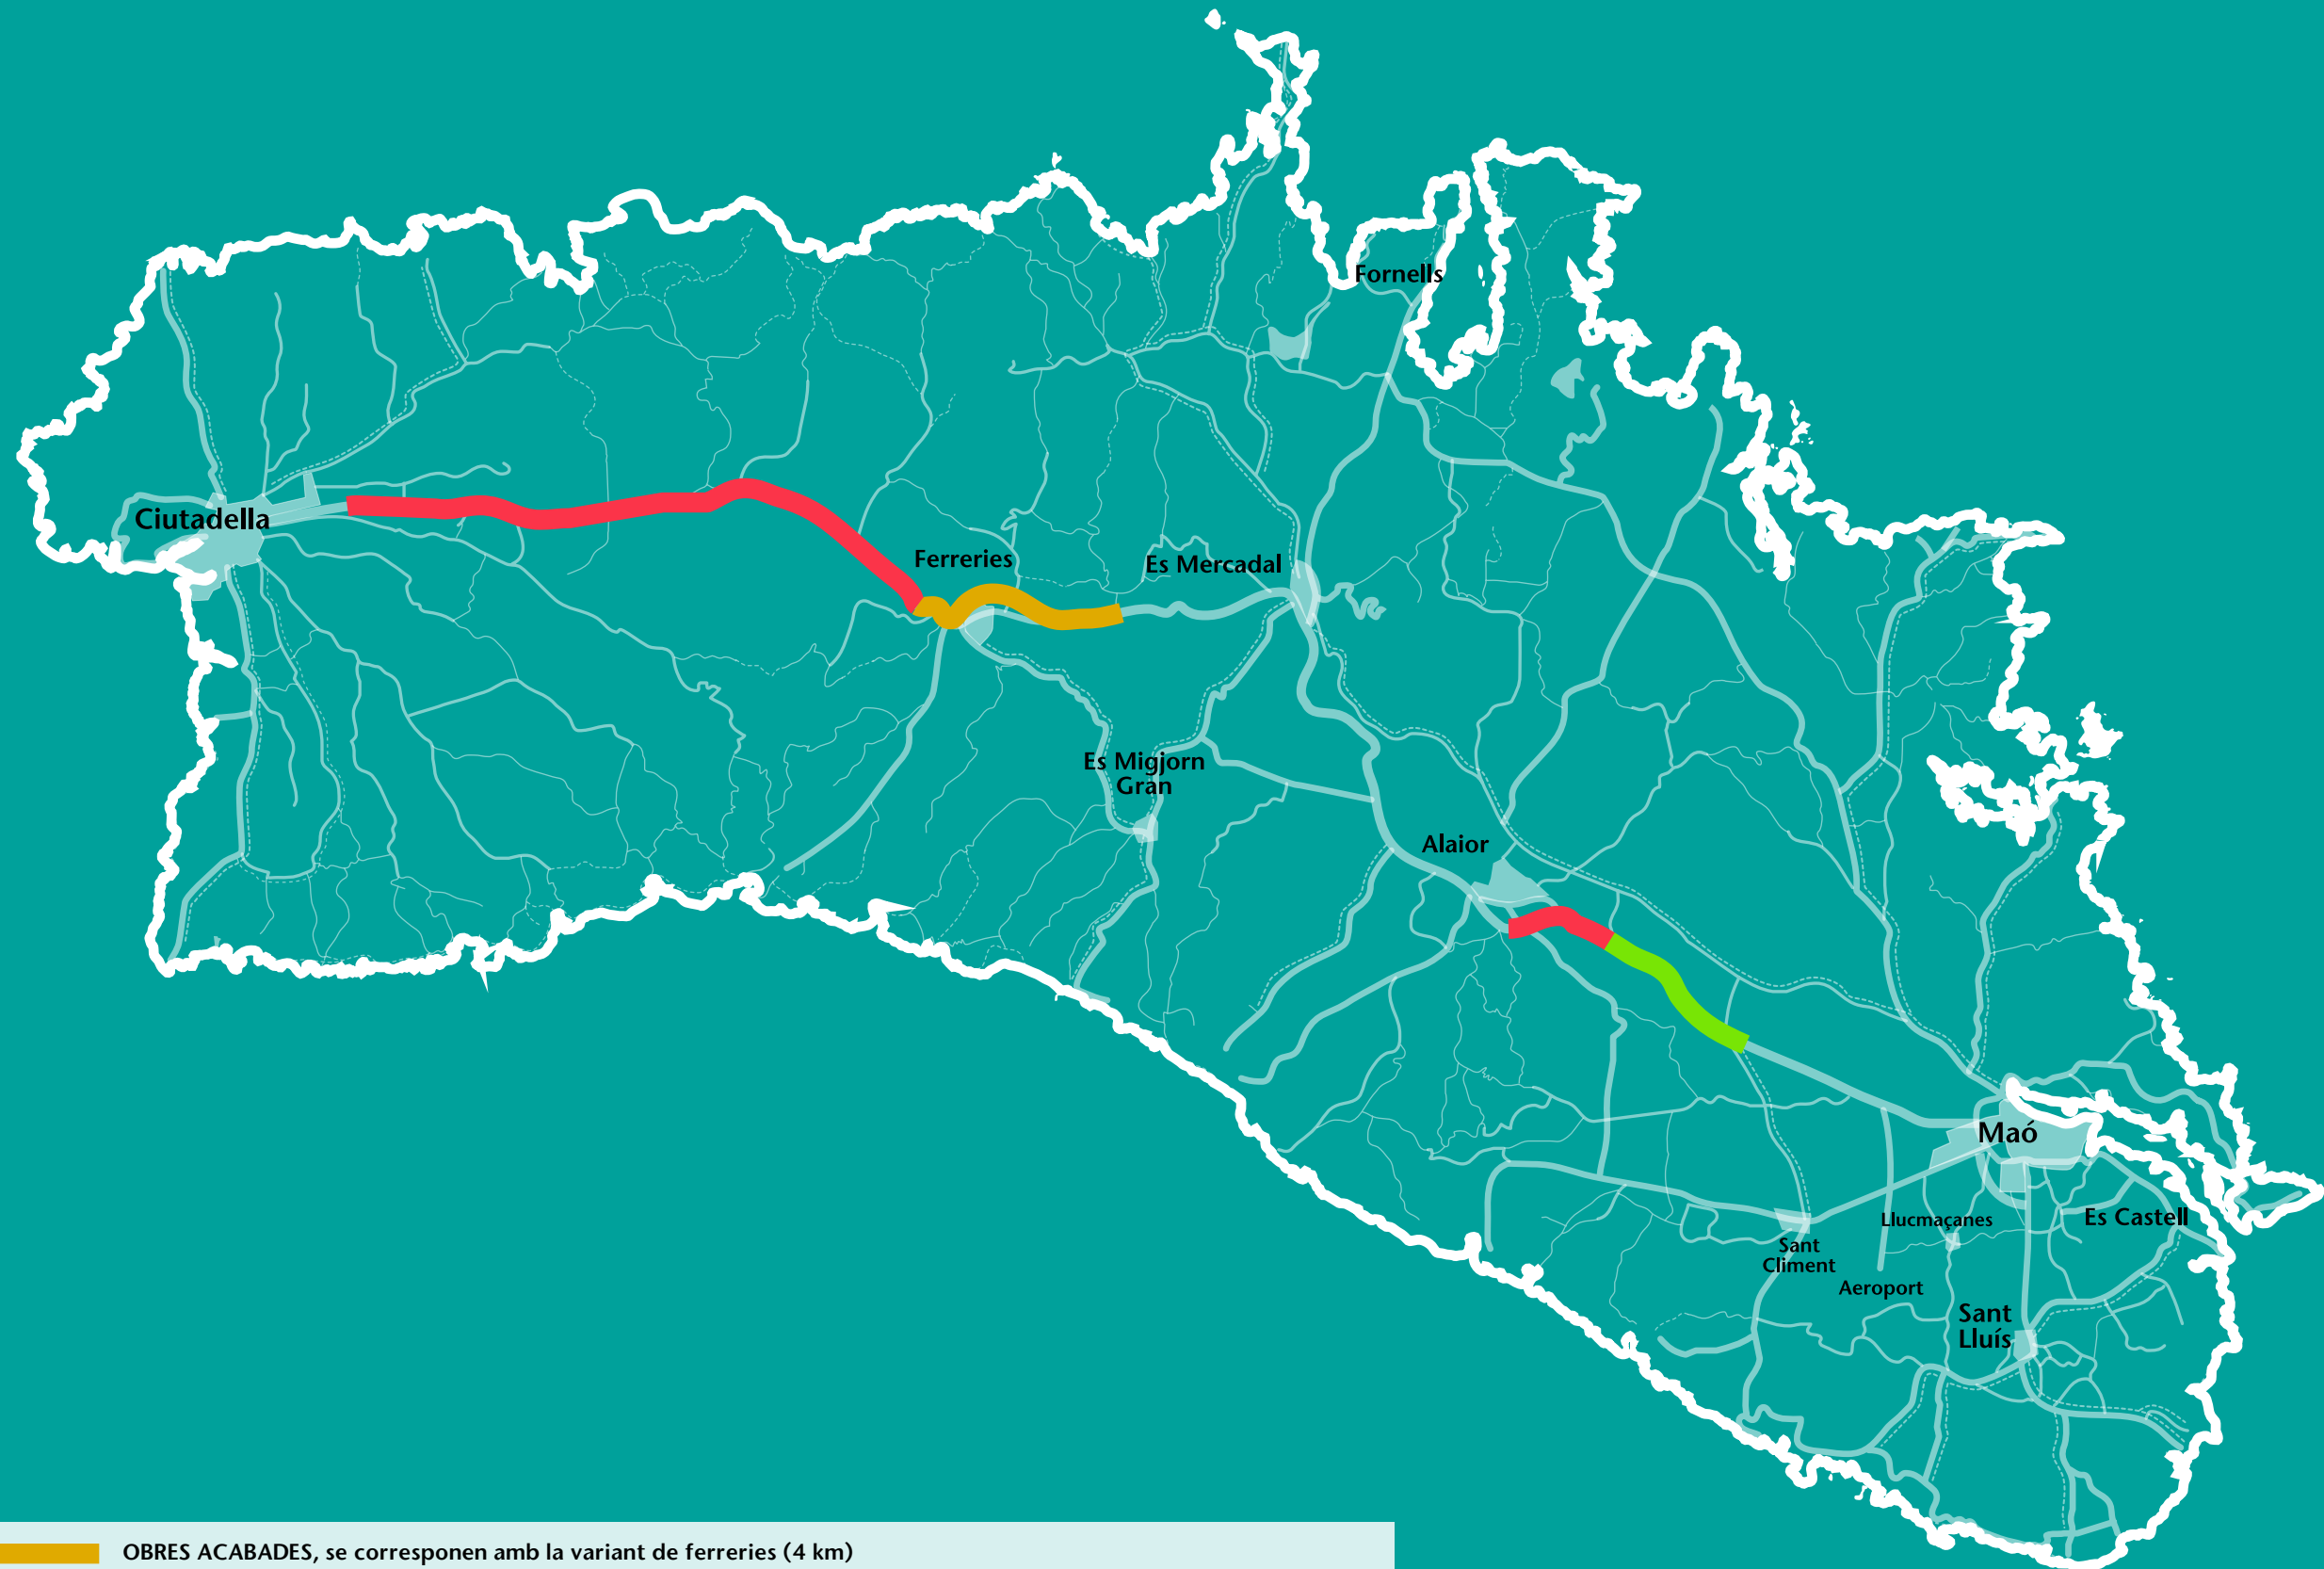 Fornells
Ciutadella
Ferreries
Es Mercadal
Es Migjorn
Gran
Alaior
Maó
Llucmaçanes
Es Castell
Sant
Climent
Aeroport
Sant
Lluís
OBRES ACABADES, se corresponen amb la variant de ferreries (4 km)